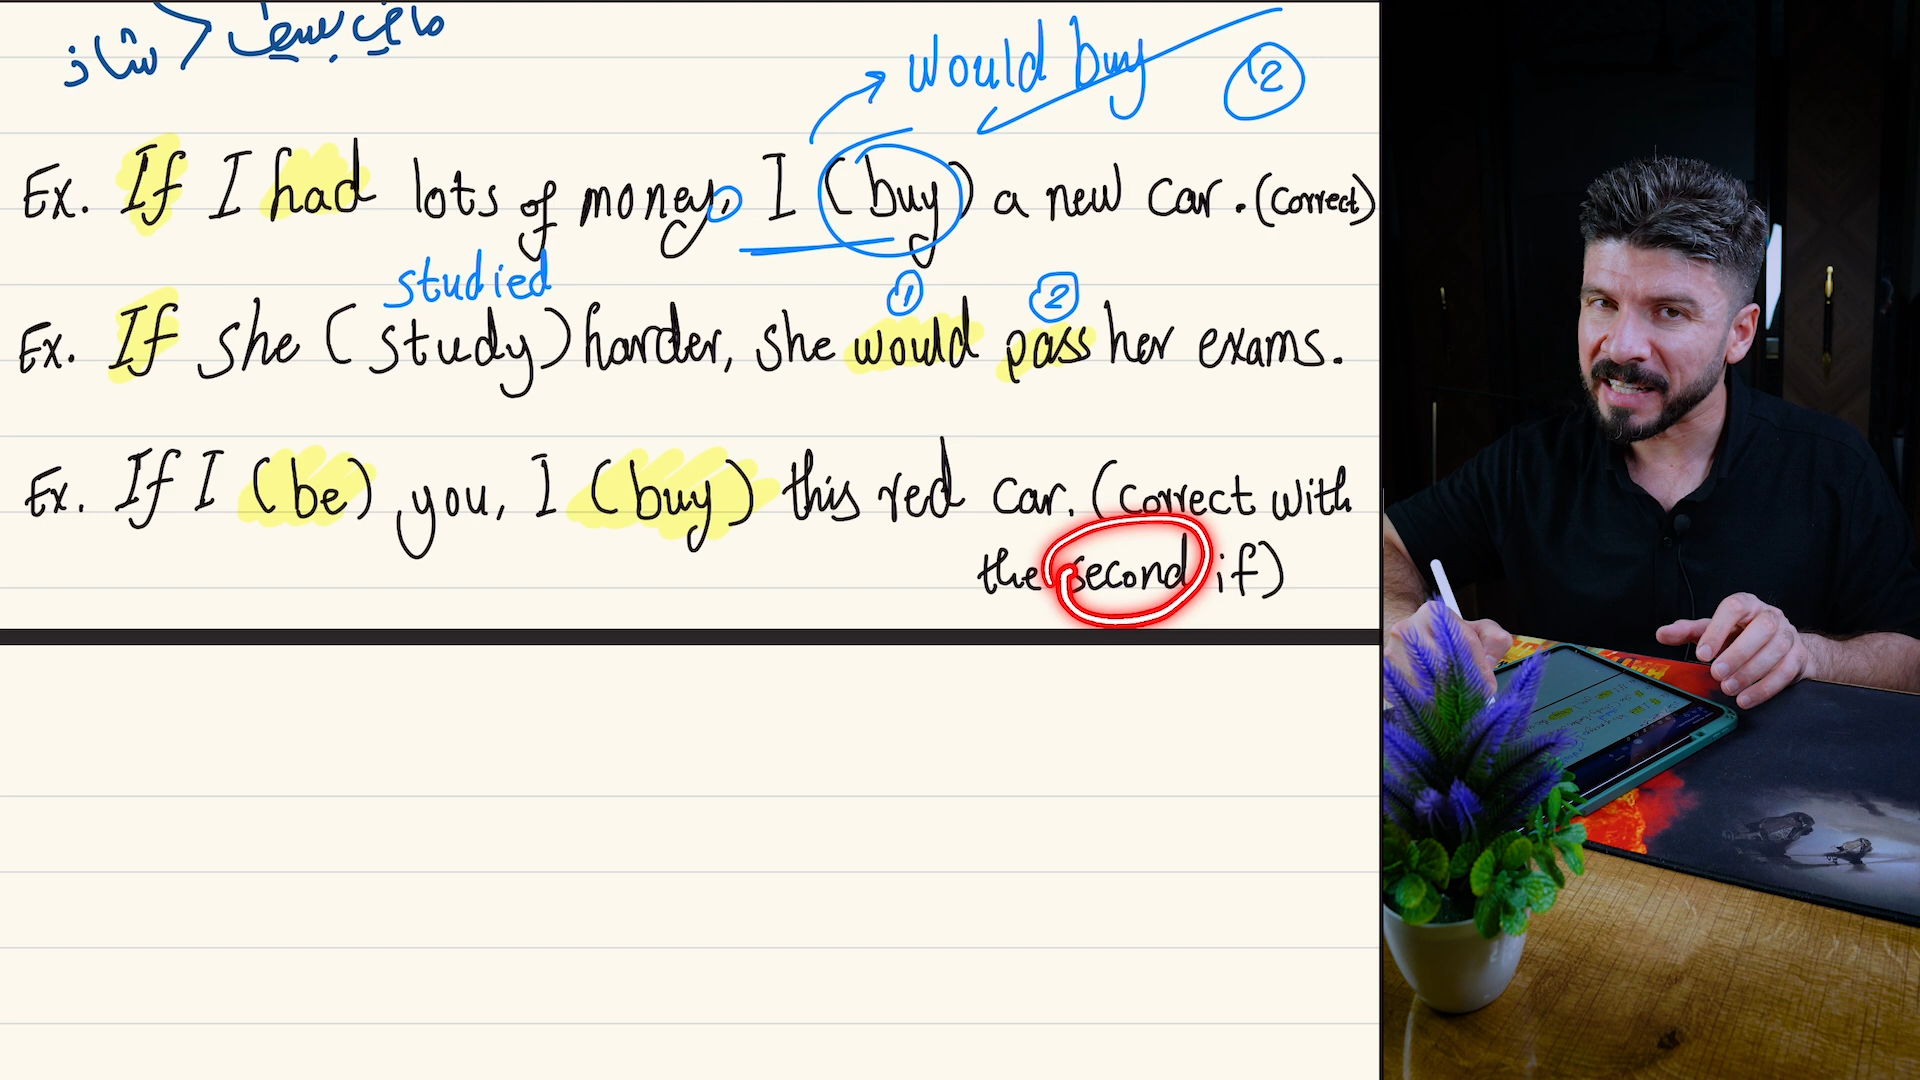 ماضي بسيط > شاذ
would buy ②
Ex. If I had lots of money, I (buy) a new car. (correct)
studied ① ②
Ex. If she (study) harder, she would pass her exams.
Ex. If I (be) you, I (buy) this red car. (correct with
the second if)